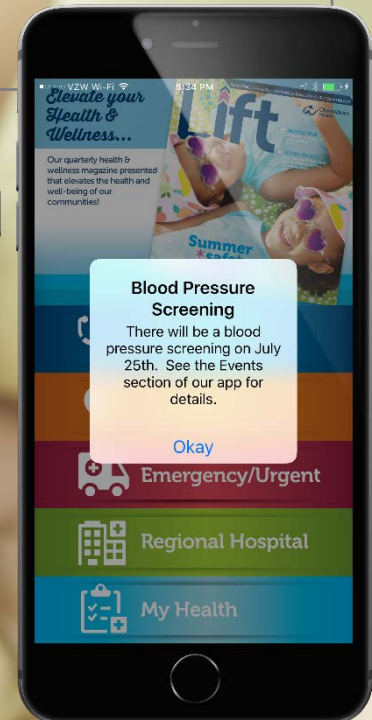 VZW Wi-Fi 8:34 PM
Elevate your
Health &
Wellness...
Our quarterly health &
wellness magazine presented
that elevates the health and
well-being of our
communities!
Lift
Summer
Blood Pressure
Screening
There will be a blood
pressure screening on July
25th. See the Events
section of our app for
details.
Okay
Emergency/Urgent
Regional Hospital
My Health